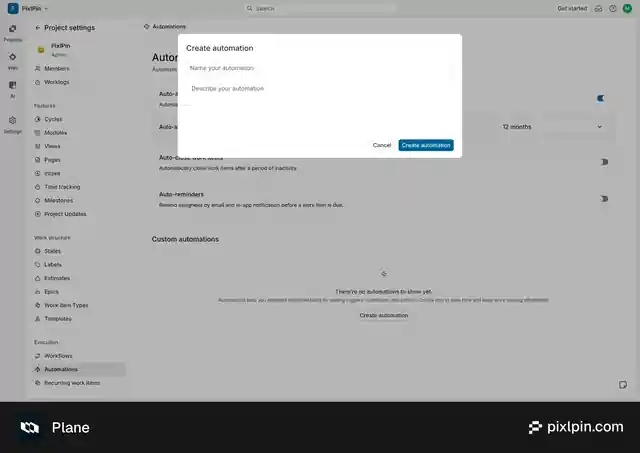 PixlPin
Search
Get started
M
Projects
Wiki
AI
Settings
Project settings
PixlPin
Admin
Members
Worklogs
Features
Cycles
Modules
Views
Pages
Intake
Time tracking
Milestones
Project Updates
Work structure
States
Labels
Estimates
Epics
Work Item Types
Templates
Execution
Workflows
Automations
Recurring work items
Automations
Create automation
Name your automation
Describe your automation
Cancel
Create automation
12 months
Auto-close work items
Automatically close work items after a period of inactivity.
Auto-reminders
Remind assignees by email and in-app notification before a work item is due.
Custom automations
There're no automations to show yet.
Create automation
Plane
pixlpin.com